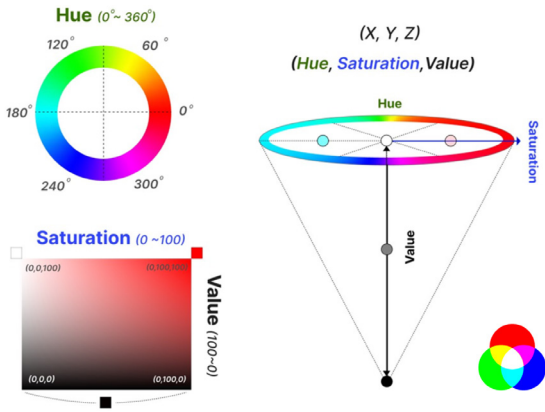 Hue (0°~ 360°)
120°
60°
180°
0°
240°
300°
Saturation (0 ~100)
(0,0,100)
(0,100,100)
Value (100~0)
(0,0,0)
(0,100,0)
(X, Y, Z)
(Hue, Saturation,Value)
Hue
Saturation
Value